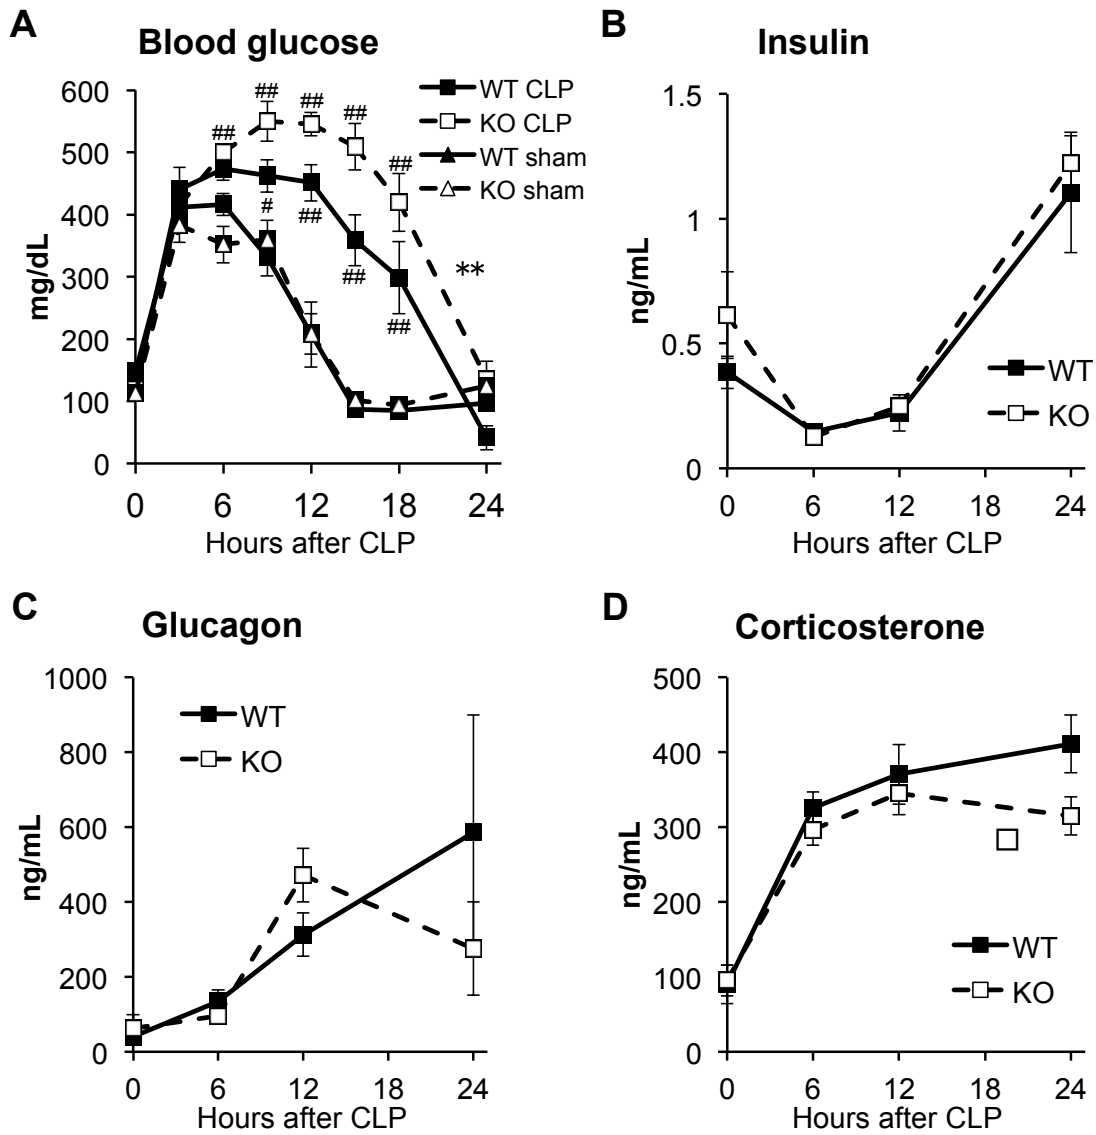 A
Blood glucose
600
500
400
300
200
100
0
mg/dL
##
##
##
##
##
#
##
##
##
**
WT CLP
KO CLP
WT sham
KO sham
0
6
12
18
24
Hours after CLP
B
Insulin
1.5
1
0.5
0
ng/mL
WT
KO
0
6
12
18
24
Hours after CLP
C
Glucagon
1000
800
600
400
200
0
ng/mL
WT
KO
0
6
12
18
24
Hours after CLP
D
Corticosterone
500
400
300
200
100
0
ng/mL
WT
KO
0
6
12
18
24
Hours after CLP